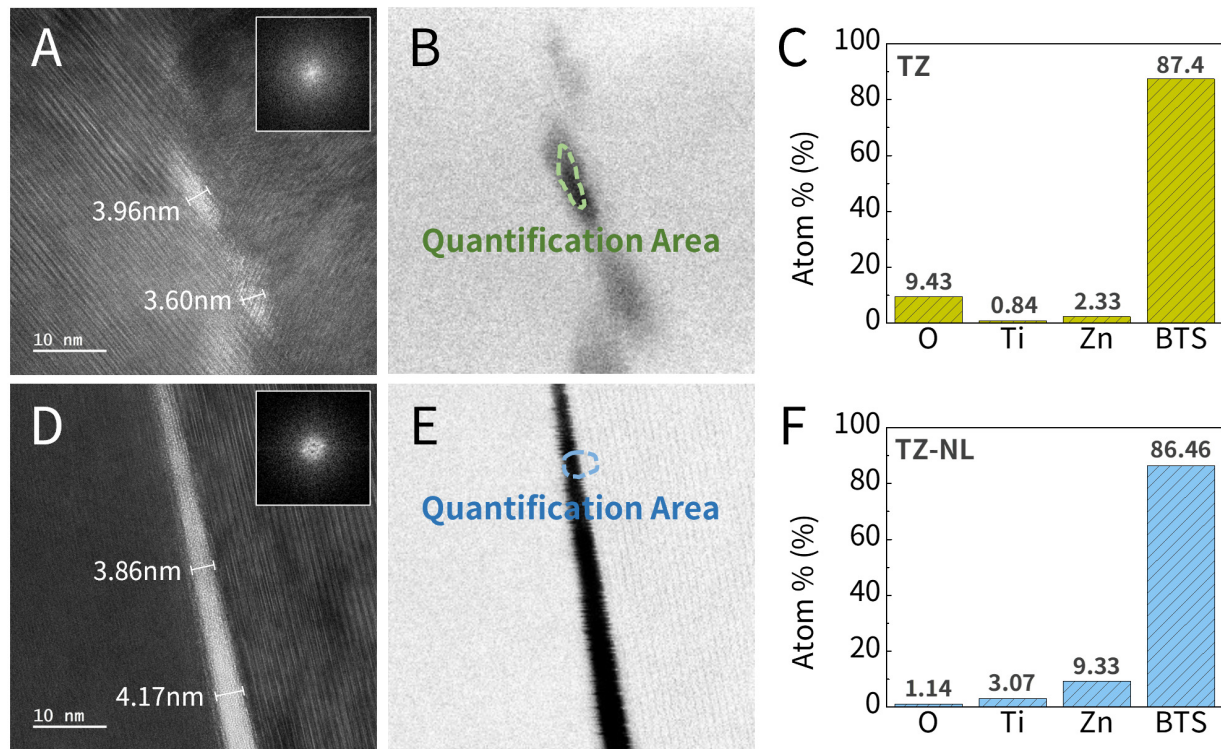 A
3.96nm
3.60nm
10 nm
B
Quantification Area
C
TZ
Atom % (%)
100
80
60
40
20
0
9.43
0.84
2.33
87.4
O Ti Zn BTS
D
3.86nm
4.17nm
10 nm
E
Quantification Area
F
TZ-NL
Atom % (%)
100
80
60
40
20
0
1.14
3.07
9.33
86.46
O Ti Zn BTS